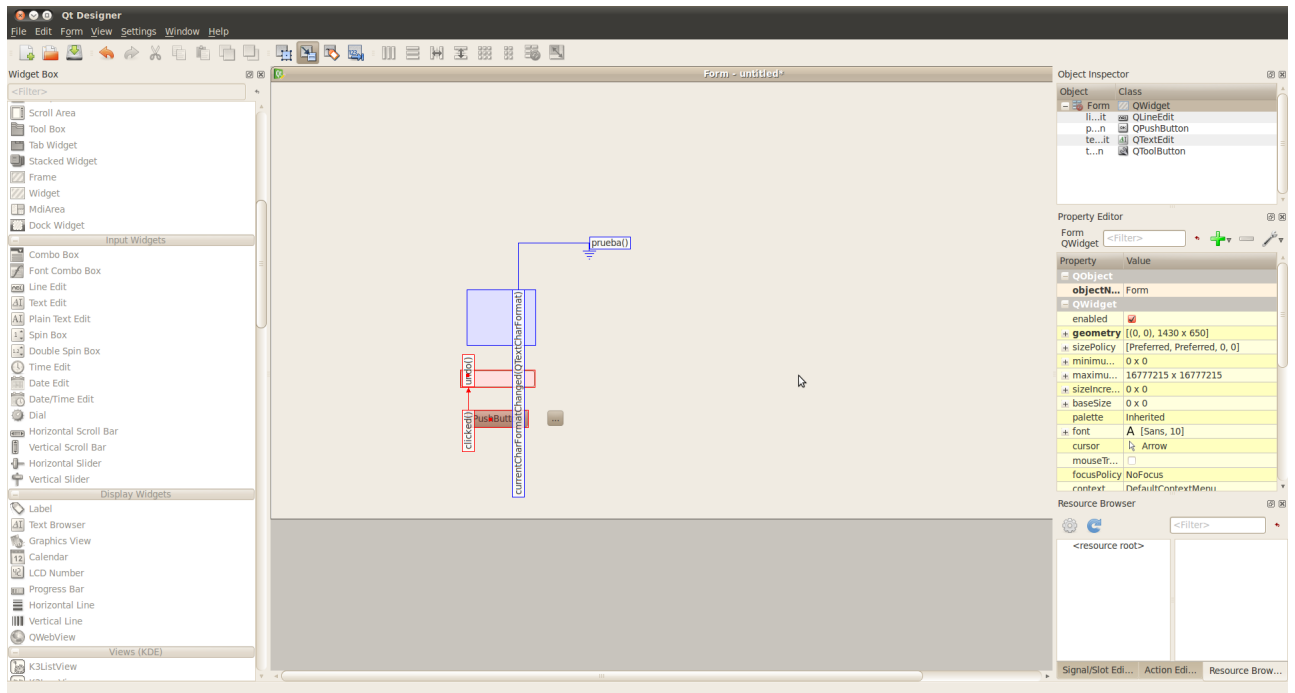 Qt Designer
File Edit Form View Settings Window Help
Widget Box
<Filter>
Scroll Area
Tool Box
Tab Widget
Stacked Widget
Frame
Widget
MdiArea
Dock Widget
Input Widgets
Combo Box
Font Combo Box
Line Edit
Text Edit
Plain Text Edit
Spin Box
Double Spin Box
Time Edit
Date Edit
Date/Time Edit
Dial
Horizontal Scroll Bar
Vertical Scroll Bar
Horizontal Slider
Vertical Slider
Display Widgets
Label
Text Browser
Graphics View
Calendar
LCD Number
Progress Bar
Horizontal Line
Vertical Line
QWebView
Views (KDE)
K3ListView
Form - untitled*
prueba()
currentCharFormatChanged(QTextCharFormat)
undo()
clicked()
PushButt
...
Object Inspector
Object Class
Form QWidget
li...it QLineEdit
p...n QPushButton
te...it QTextEdit
t...n QToolButton
Property Editor
Form
QWidget
<Filter>
Property Value
QObject
objectN... Form
QWidget
enabled
geometry [(0, 0), 1430 x 650]
sizePolicy [Preferred, Preferred, 0, 0]
minimu... 0 x 0
maximu... 16777215 x 16777215
sizeIncre... 0 x 0
baseSize 0 x 0
palette Inherited
font A [Sans, 10]
cursor Arrow
mouseTr...
focusPolicy NoFocus
context DefaultContextMenu
Resource Browser
<Filter>
<resource root>
Signal/Slot Edi... Action Edi... Resource Brow...